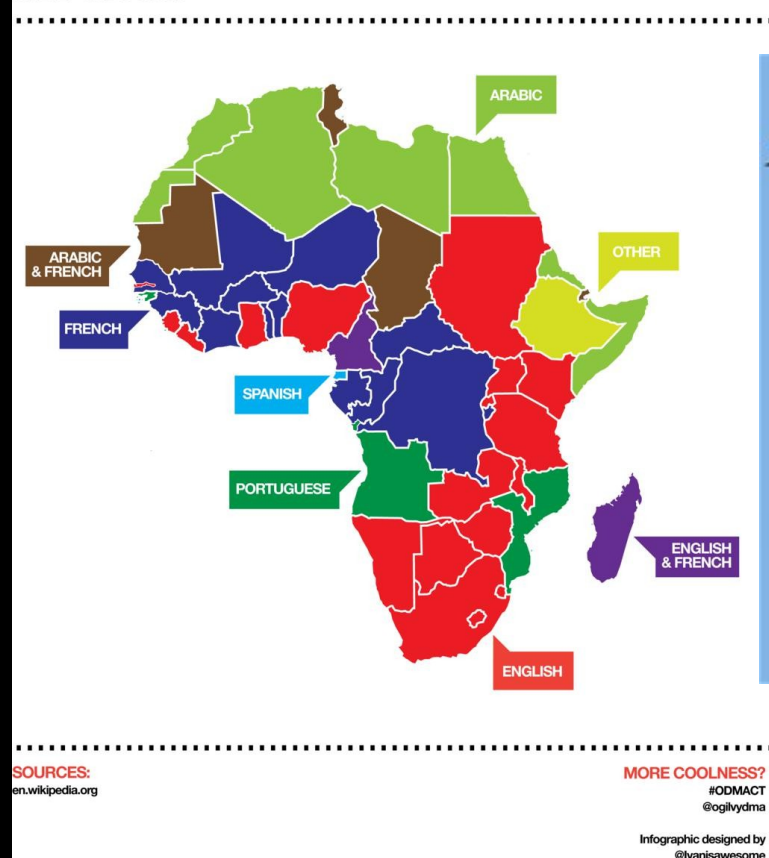 ARABIC
OTHER
ARABIC
& FRENCH
FRENCH
SPANISH
PORTUGUESE
ENGLISH
& FRENCH
ENGLISH
SOURCES:
en.wikipedia.org
MORE COOLNESS?
#ODMACT
@ogilvydma
Infographic designed by
@lvanisawesome